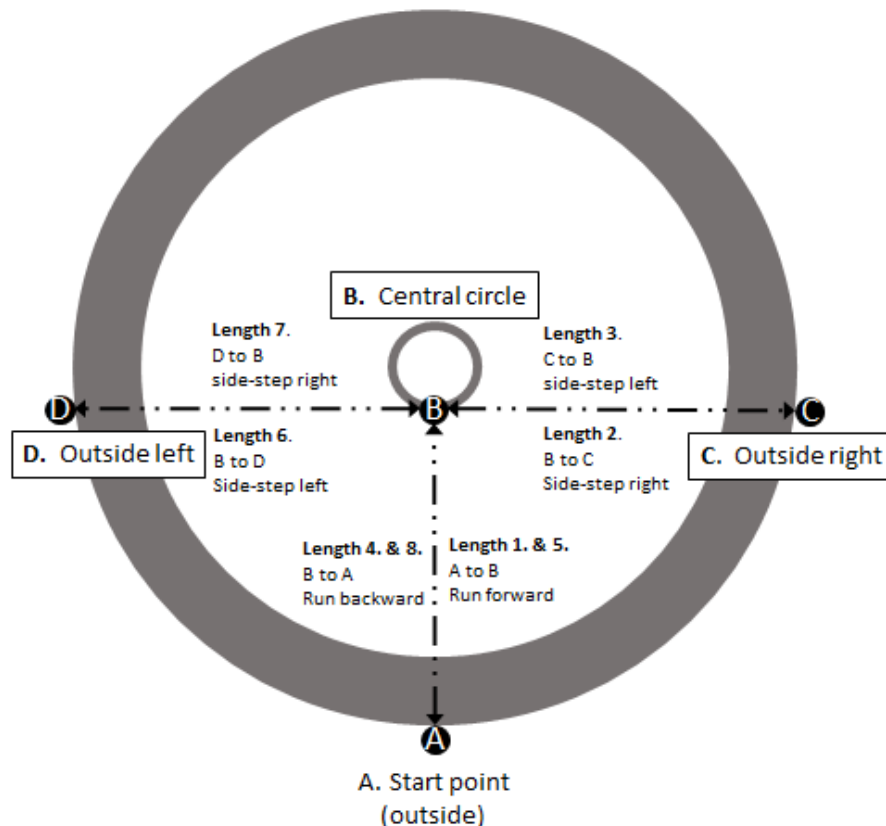 B. Central circle
Length 7.
D to B
side-step right
Length 3.
C to B
side-step left
D
B
C
D. Outside left
Length 6.
B to D
Side-step left
Length 2.
B to C
Side-step right
C. Outside right
Length 4. & 8.
B to A
Run backward
Length 1. & 5.
A to B
Run forward
A
A. Start point
(outside)